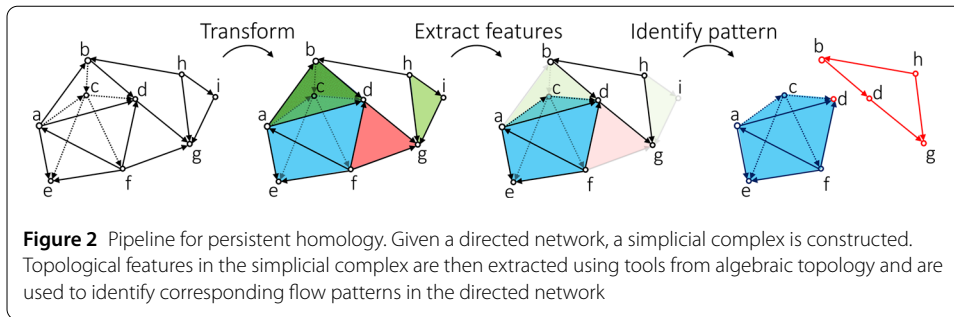 Transform
Extract features
Identify pattern
b
h
c
d
i
a
g
e
f
b
h
c
d
i
a
g
e
f
b
h
c
d
i
a
g
e
f
c
d
a
e
f
b
h
d
g
Figure 2 Pipeline for persistent homology. Given a directed network, a simplicial complex is constructed.
Topological features in the simplicial complex are then extracted using tools from algebraic topology and are
used to identify corresponding flow patterns in the directed network